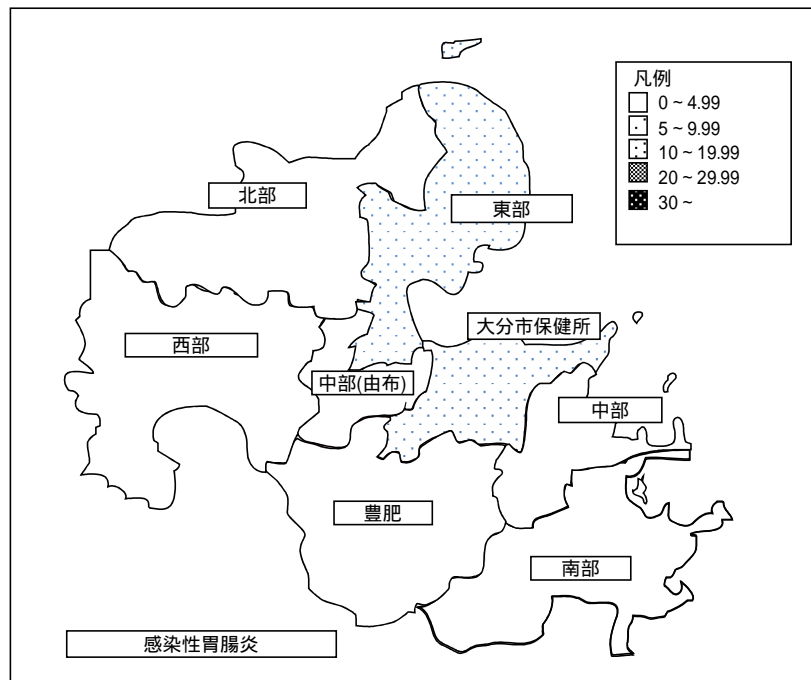 凡例
0 ~ 4.99
5 ~ 9.99
10 ~ 19.99
20 ~ 29.99
30 ~
北部
東部
大分市保健所
西部
中部(由布)
中部
豊肥
南部
感染性胃腸炎